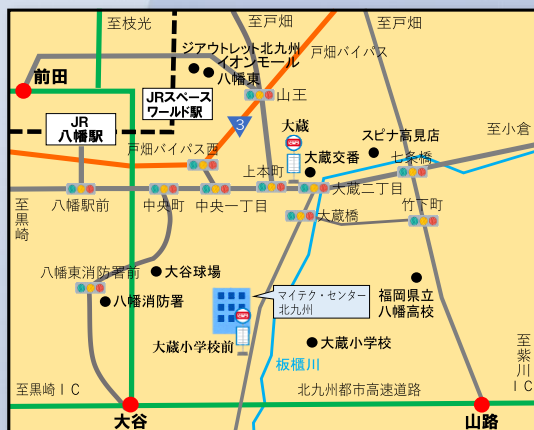 至枝光
至戸畑
至戸畑
ジアウトレット北九州
イオンモール
八幡東
戸畑バイパス
前田
JRスペース
ワールド駅
山王
3
JR
八幡駅
大蔵
スピナ高見店
至小倉
戸畑バイパス西
大蔵交番
七条橋
上本町
八幡駅前
中央町
中央一丁目
大蔵二丁目
至黒崎
大蔵橋
竹下町
八幡東消防署前
大谷球場
八幡消防署
マイテク・センター
北九州
福岡県立
八幡高校
大蔵小学校前
大蔵小学校
板櫃川
至紫川IC
至黒崎IC
北九州都市高速道路
大谷
山路